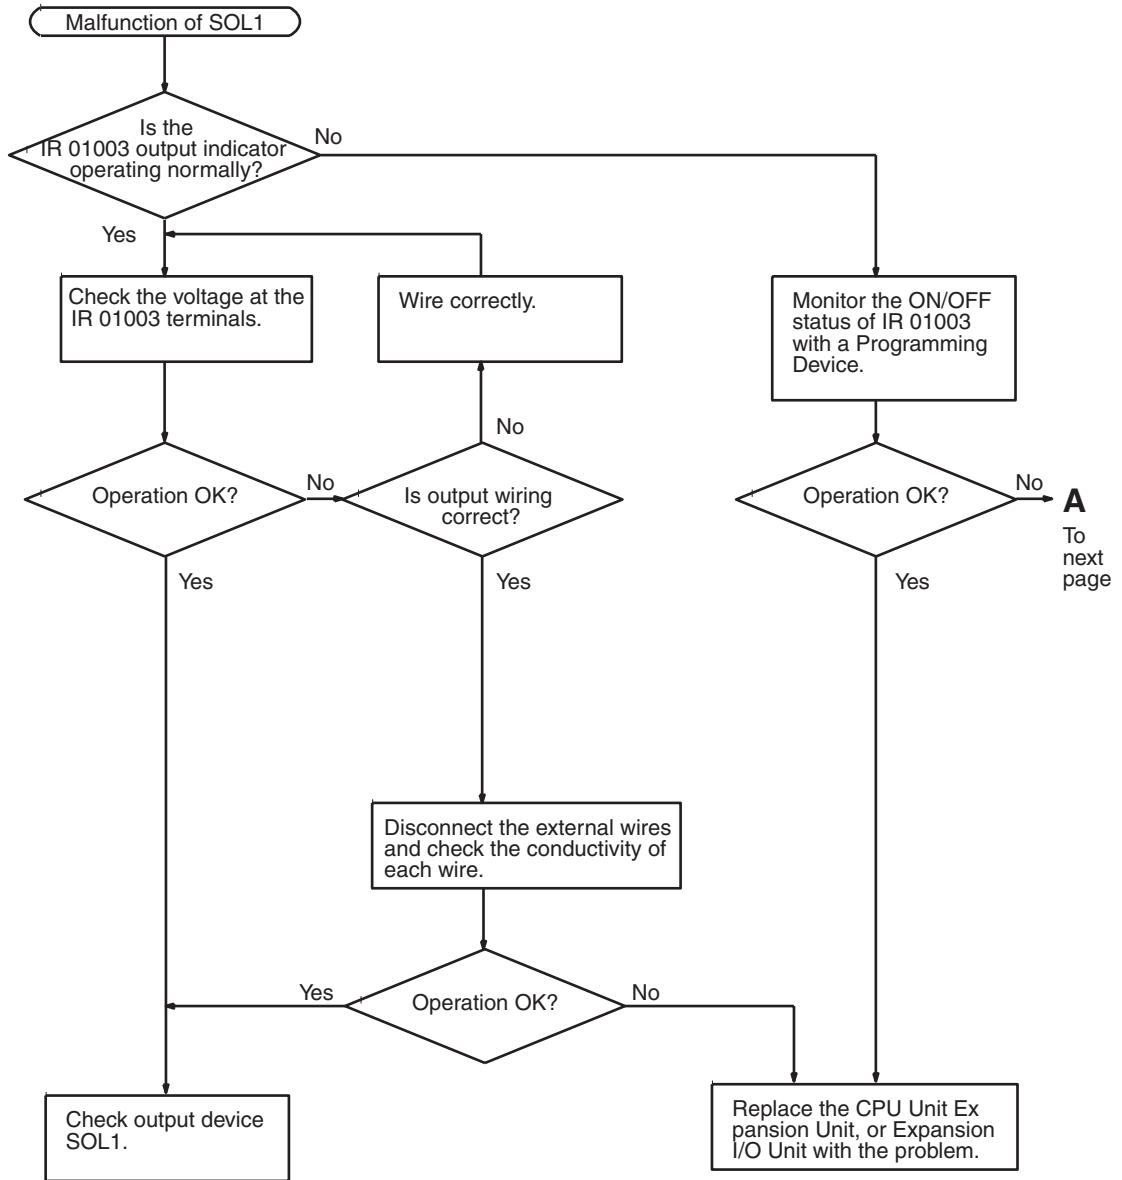 Malfunction of SOL1
Is the
IR 01003 output indicator
operating normally?
No
Yes
Check the voltage at the
IR 01003 terminals.
Wire correctly.
Monitor the ON/OFF
status of IR 01003
with a Programming
Device.
No
Operation OK?
No
Is output wiring
correct?
Operation OK?
No
A
To
next
page
Yes
Yes
Yes
Disconnect the external wires
and check the conductivity of
each wire.
Yes
Operation OK?
No
Check output device
SOL1.
Replace the CPU Unit Ex
pansion Unit, or Expansion
I/O Unit with the problem.